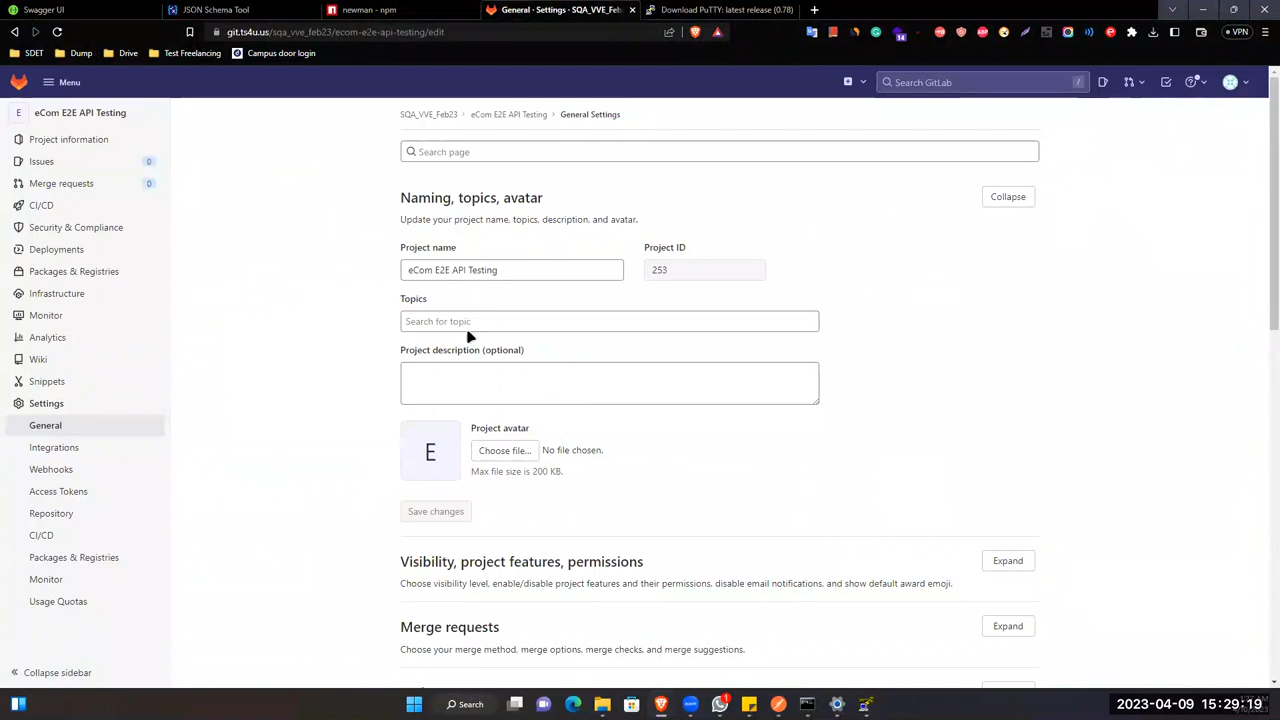 Swagger UI
JSON Schema Tool
newman - npm
General · Settings · SQA_VVE_Feb
Download PuTTY: latest release (0.78)
git.ts4u.us/sqa_vve_feb23/ecom-e2e-api-testing/edit
14
VPN
SDET
Dump
Drive
Test Freelancing
Campus door login
Menu
Search GitLab
/
E
eCom E2E API Testing
Project information
Issues
0
Merge requests
0
CI/CD
Security & Compliance
Deployments
Packages & Registries
Infrastructure
Monitor
Analytics
Wiki
Snippets
Settings
General
Integrations
Webhooks
Access Tokens
Repository
CI/CD
Packages & Registries
Monitor
Usage Quotas
Collapse sidebar
SQA_VVE_Feb23
eCom E2E API Testing
General Settings
Search page
Naming, topics, avatar
Collapse
Update your project name, topics, description, and avatar.
Project name
Project ID
eCom E2E API Testing
253
Topics
Search for topic
Project description (optional)
E
Project avatar
Choose file...
No file chosen.
Max file size is 200 KB.
Save changes
Visibility, project features, permissions
Expand
Choose visibility level, enable/disable project features and their permissions, disable email notifications, and show default award emoji.
Merge requests
Expand
Choose your merge method, merge options, merge checks, and merge suggestions.
Search
1
2023-04-09 15:29:19